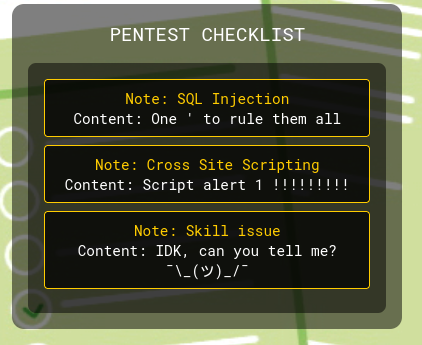 PENTEST CHECKLIST
Note: SQL Injection
Content: One ' to rule them all
Note: Cross Site Scripting
Content: Script alert 1 !!!!!!!!!
Note: Skill issue
Content: IDK, can you tell me?
¯\_(ツ)_/¯